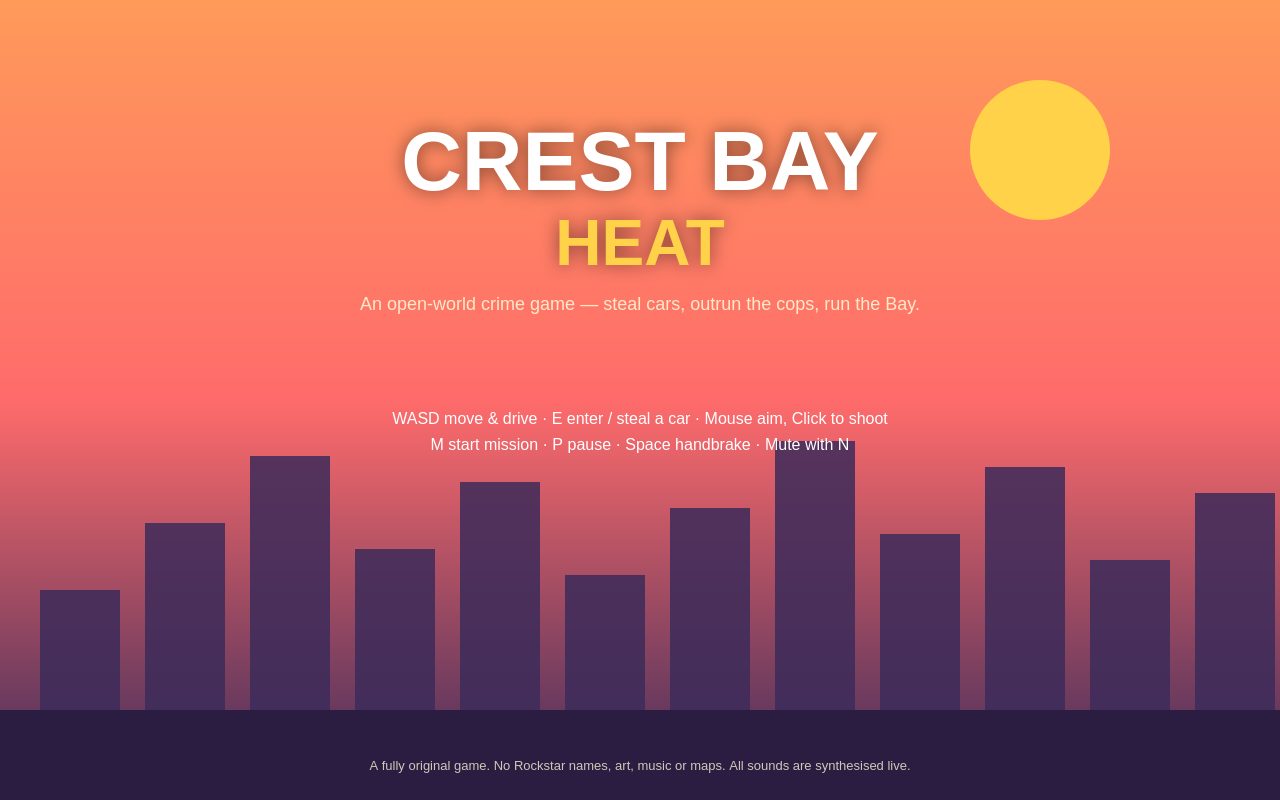 CREST BAY
HEAT
An open-world crime game — steal cars, outrun the cops, run the Bay.
WASD move & drive · E enter / steal a car · Mouse aim, Click to shoot
M start mission · P pause · Space handbrake · Mute with N
A fully original game. No Rockstar names, art, music or maps. All sounds are synthesised live.